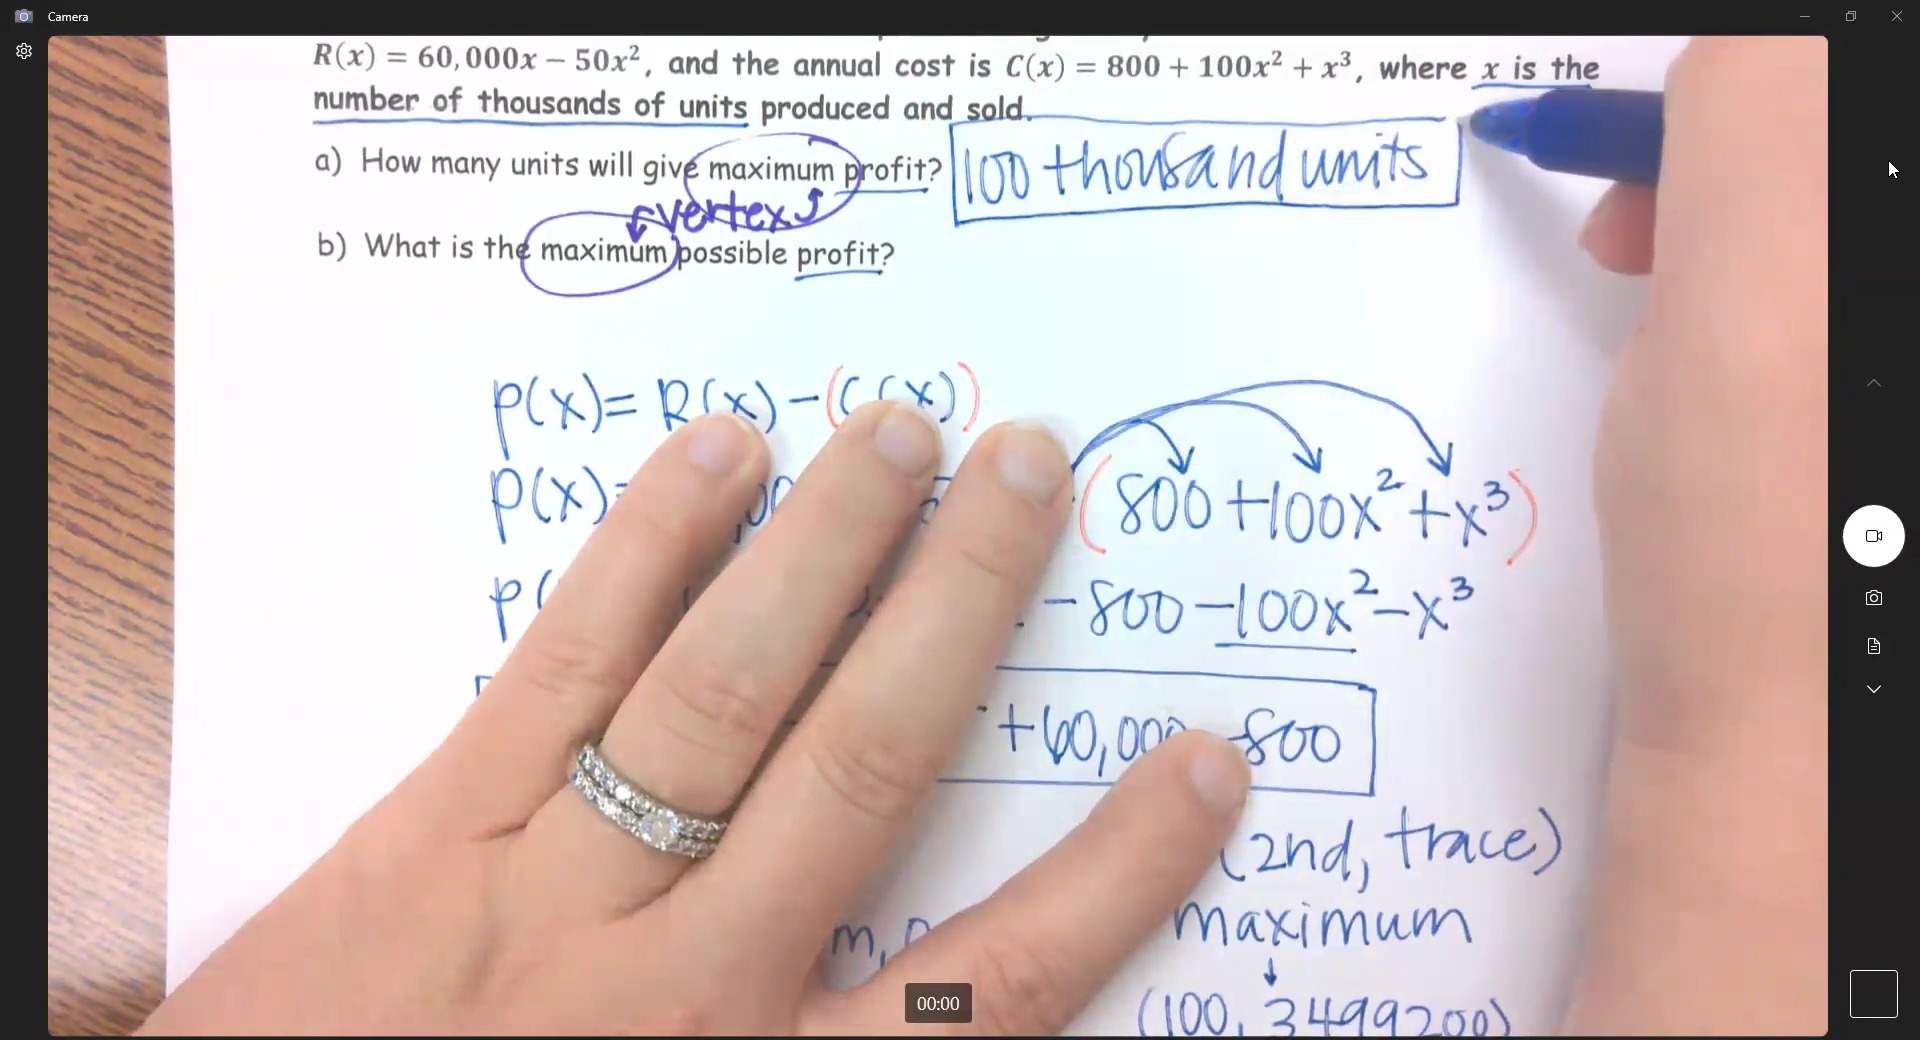 Camera
R(x) = 60,000x − 50x², and the annual cost is C(x) = 800 + 100x² + x³, where x is the
number of thousands of units produced and sold.
a) How many units will give maximum profit? 100 thousand units
vertex
b) What is the maximum possible profit?
P(x) = R(x) − (C(x))
P(x) (800 + 100x² + x³)
P( − 800 − 100x² − x³
+ 60,000 800
(2nd, trace)
maximum
(100, 3499200)
00:00